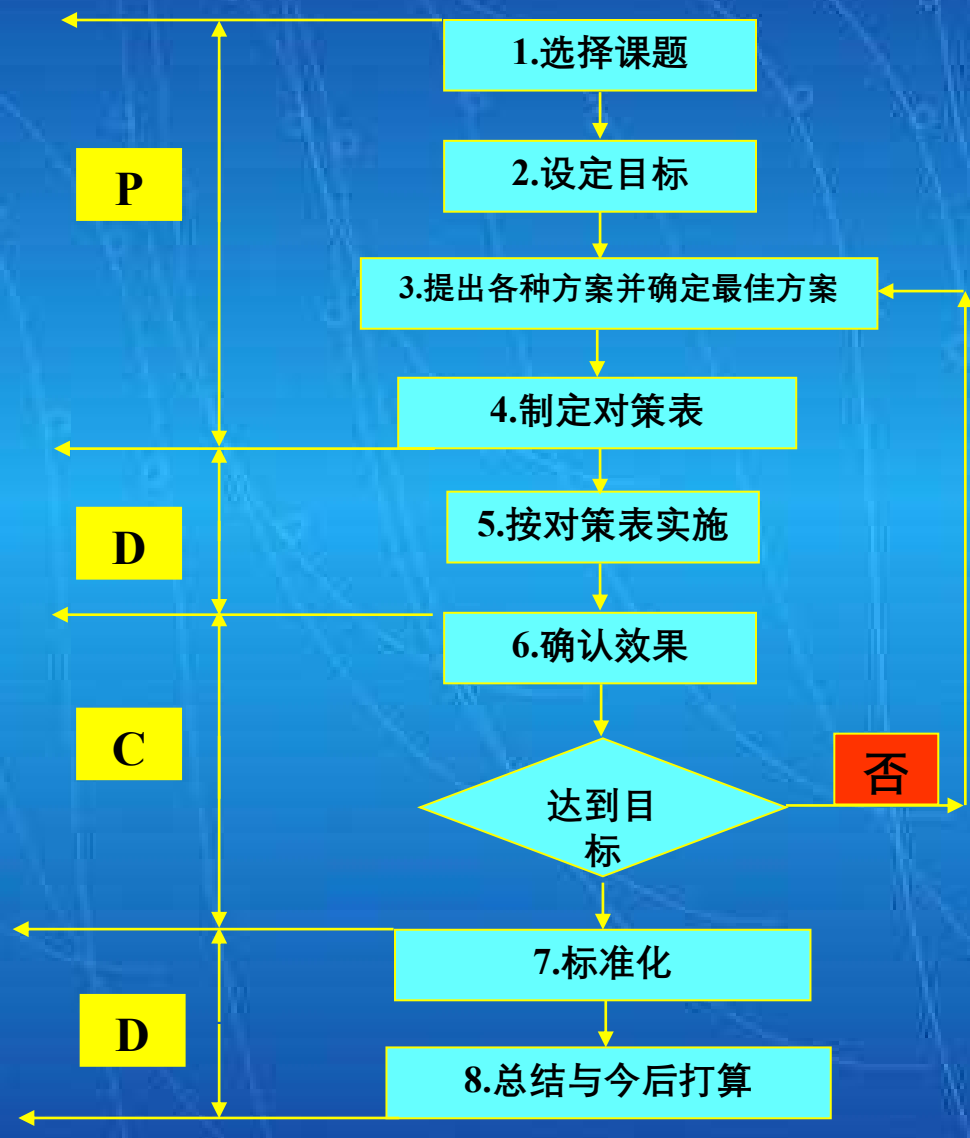 1.选择课题
P
2.设定目标
3.提出各种方案并确定最佳方案
4.制定对策表
D
5.按对策表实施
6.确认效果
C
否
达到目
标
7.标准化
D
8.总结与今后打算